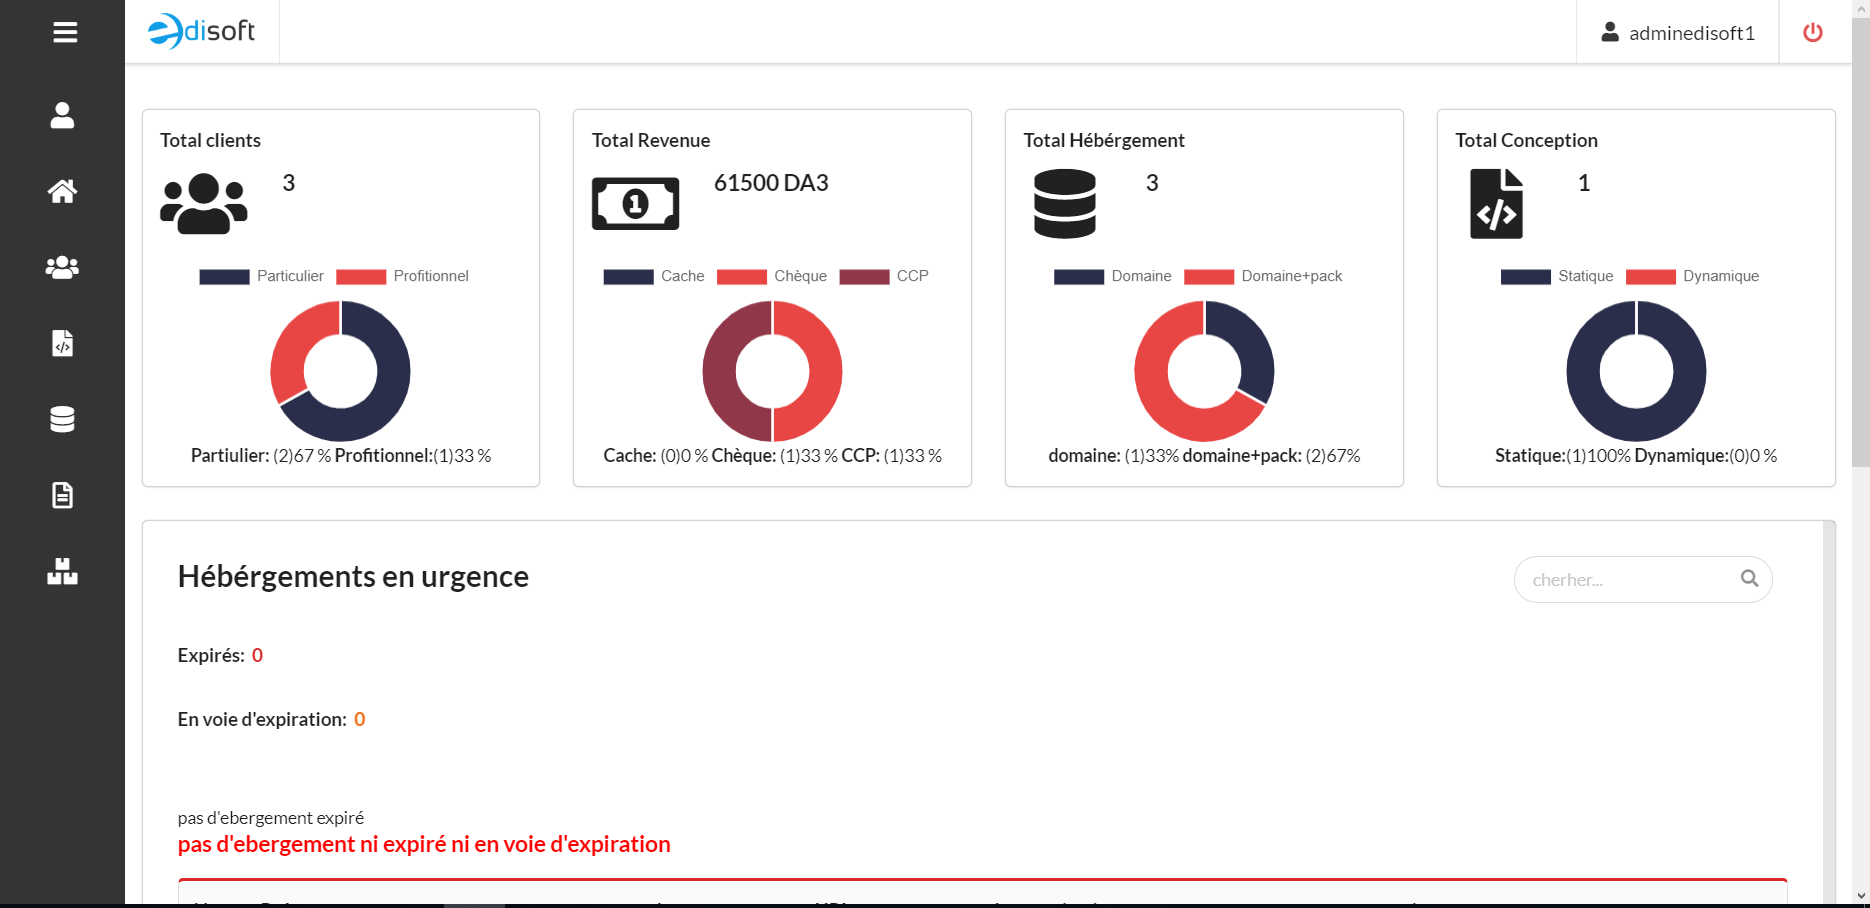 edisoft
adminedisoft1
Total clients
3
Particulier Profitionnel
Partiulier: (2)67 % Profitionnel:(1)33 %
Total Revenue
61500 DA3
Cache Chèque CCP
Cache: (0)0 % Chèque: (1)33 % CCP: (1)33 %
Total Hébérgement
3
Domaine Domaine+pack
domaine: (1)33% domaine+pack: (2)67%
Total Conception
1
Statique Dynamique
Statique:(1)100% Dynamique:(0)0 %
Hébérgements en urgence
cherher...
Expirés: 0
En voie d'expiration: 0
pas d'ebergement expiré
pas d'ebergement ni expiré ni en voie d'expiration